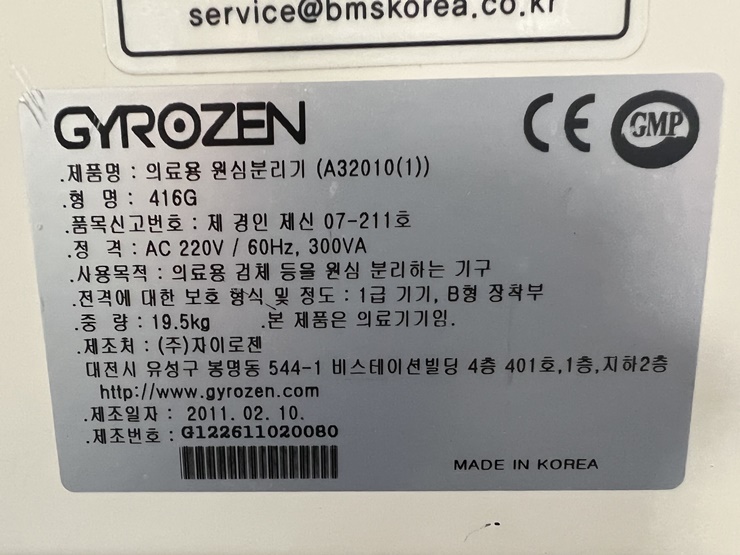 service@bmskorea.co.kr
GYROZEN
CE GMP
.제품명 : 의료용 원심분리기 (A32010(1))
.형 명 : 416G
.품목신고번호 : 제 경인 제신 07-211호
.정 격 : AC 220V / 60Hz, 300VA
.사용목적 : 의료용 검체 등을 원심 분리하는 기구
.전격에 대한 보호 형식 및 정도 : 1급 기기, B형 장착부
.중 량 : 19.5kg .본 제품은 의료기기임.
.제조처 : (주)자이로젠
대전시 유성구 봉명동 544-1 비스테이션빌딩 4층 401호,1층,지하2층
http://www.gyrozen.com
.제조일자 : 2011. 02. 10.
.제조번호 : G122611020080
MADE IN KOREA